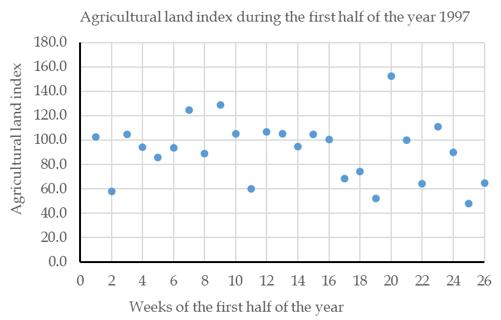 Agricultural land index during the first half of the year 1997
180.0
160.0
140.0
120.0
100.0
80.0
60.0
40.0
20.0
0.0
Agricultural land index
0 2 4 6 8 10 12 14 16 18 20 22 24 26
Weeks of the first half of the year